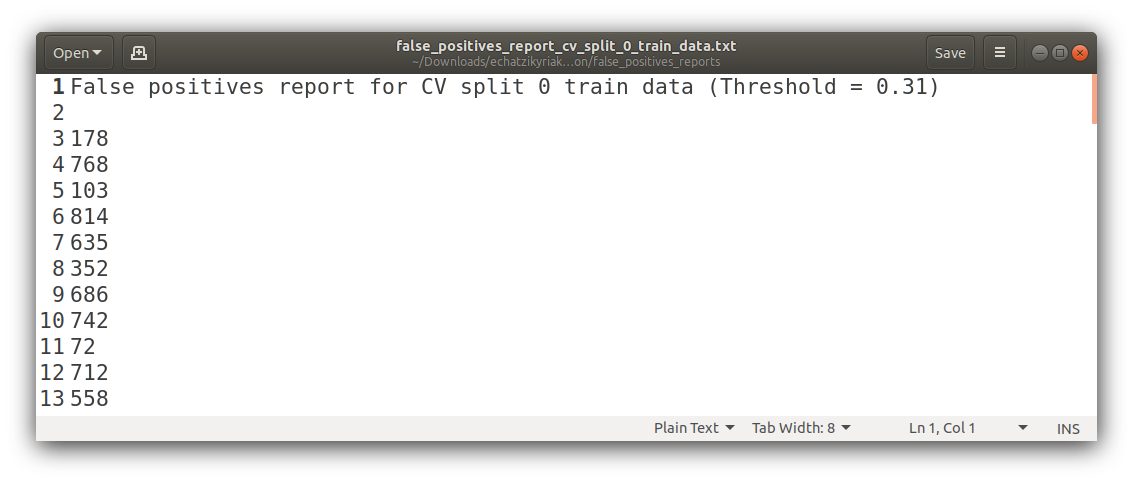 Open
false_positives_report_cv_split_0_train_data.txt
~/Downloads/echatzikyriak…on/false_positives_reports
Save
1 False positives report for CV split 0 train data (Threshold = 0.31)
2
3 178
4 768
5 103
6 814
7 635
8 352
9 686
10 742
11 72
12 712
13 558
Plain Text
Tab Width: 8
Ln 1, Col 1
INS